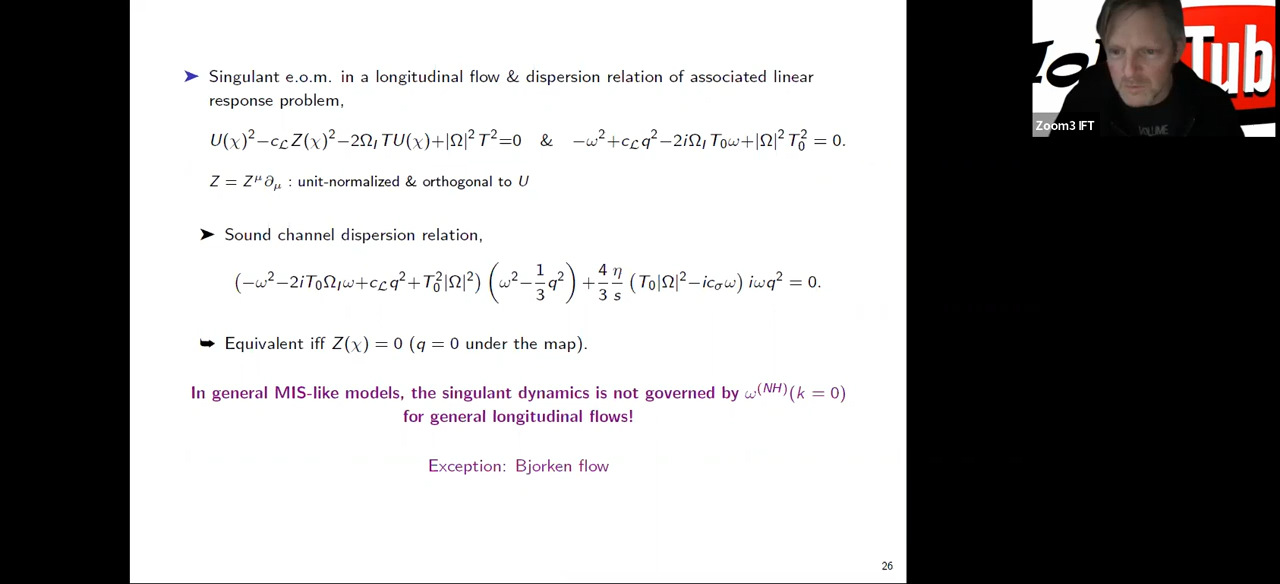 ➤ Singulant e.o.m. in a longitudinal flow & dispersion relation of associated linear
response problem,
U(χ)²−c_ℒ Z(χ)²−2Ω_I TU(χ)+|Ω|² T²=0 & −ω²+c_ℒ q²−2iΩ_I T₀ω+|Ω|² T₀² = 0.
Z = Z^μ ∂_μ : unit-normalized & orthogonal to U
➤ Sound channel dispersion relation,
(−ω²−2iT₀Ω_Iω+c_ℒ q²+T₀²|Ω|²) (ω²−1/3 q²) + 4/3 η/s (T₀|Ω|²−ic_σω) iωq² = 0.
➥ Equivalent iff Z(χ) = 0 (q = 0 under the map).
In general MIS-like models, the singulant dynamics is not governed by ω^(NH)(k = 0)
for general longitudinal flows!
Exception: Bjorken flow
26
Tub
VOLUME
Zoom3 IFT